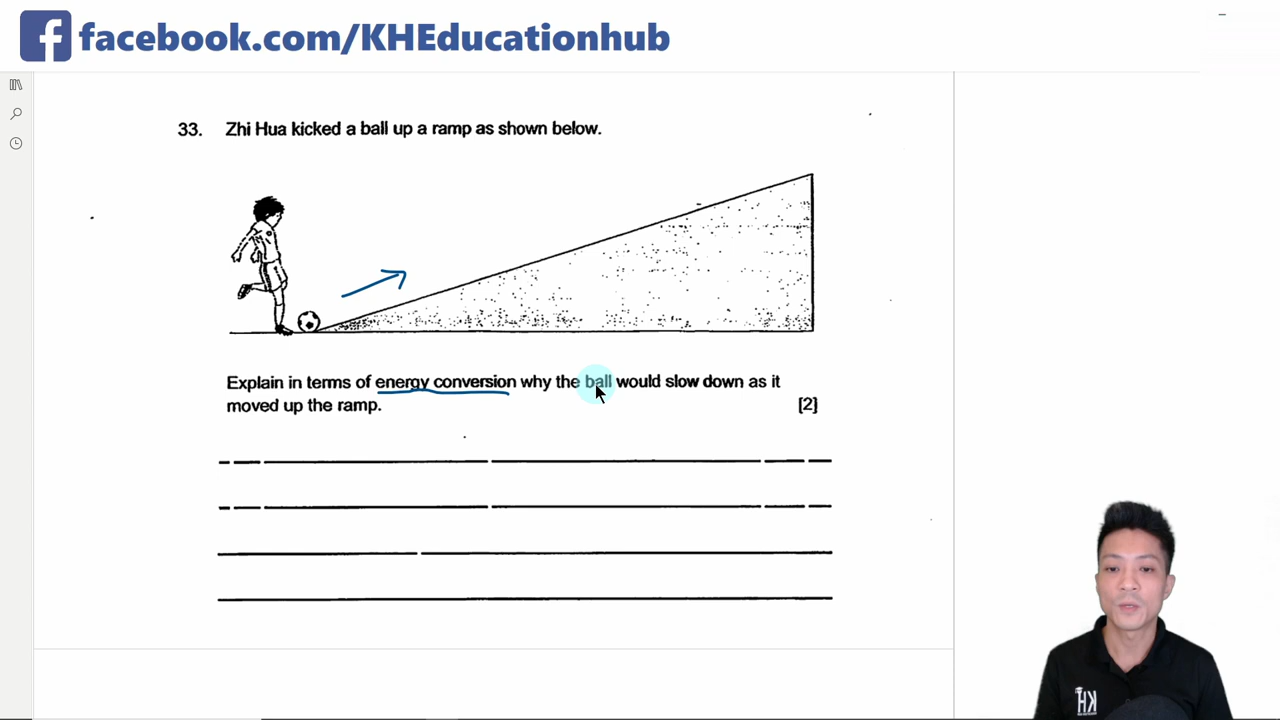 facebook.com/KHEducationhub
33. Zhi Hua kicked a ball up a ramp as shown below.
Explain in terms of energy conversion why the ball would slow down as it
moved up the ramp. [2]
KH